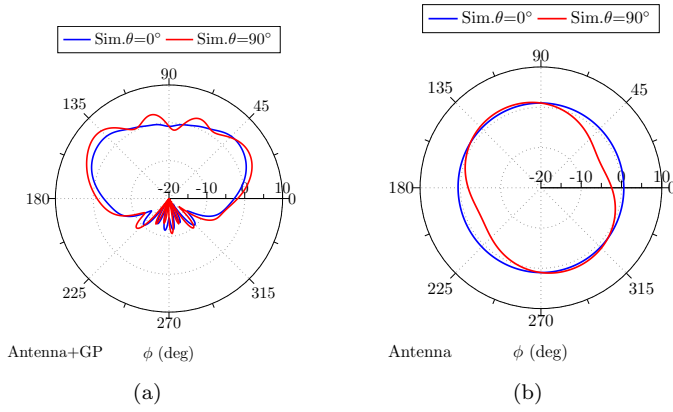 Sim.θ=0° Sim.θ=90°
90
135 45
180 -20 -10 0 10 0
225 315
270
Antenna+GP ϕ (deg)
(a)
Sim.θ=0° Sim.θ=90°
90
135 45
180 -20 -10 0 10 0
225 315
270
Antenna ϕ (deg)
(b)